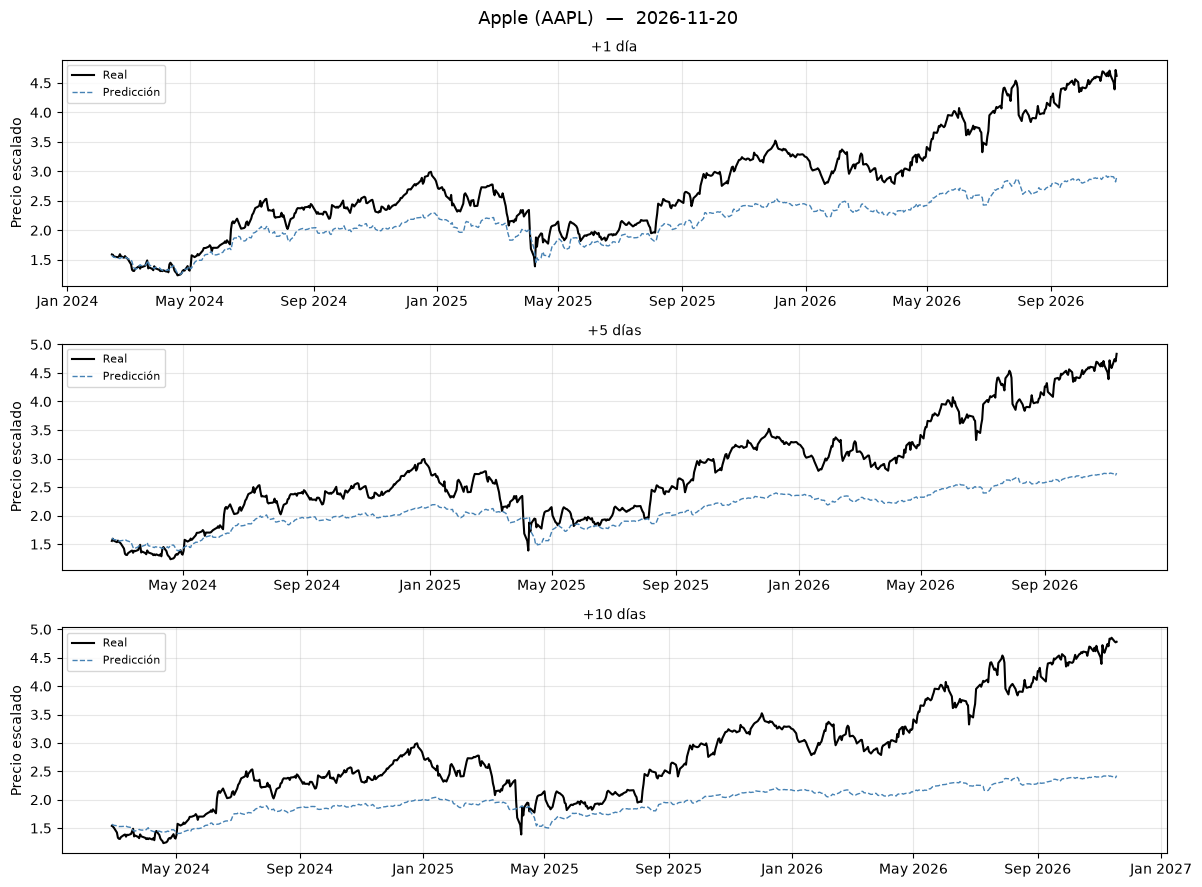 Apple (AAPL) — 2026-11-20
+1 día
Precio escalado
4.5
4.0
3.5
3.0
2.5
2.0
1.5
Real
Predicción
Jan 2024 May 2024 Sep 2024 Jan 2025 May 2025 Sep 2025 Jan 2026 May 2026 Sep 2026
+5 días
Precio escalado
5.0
4.5
4.0
3.5
3.0
2.5
2.0
1.5
Real
Predicción
May 2024 Sep 2024 Jan 2025 May 2025 Sep 2025 Jan 2026 May 2026 Sep 2026
+10 días
Precio escalado
5.0
4.5
4.0
3.5
3.0
2.5
2.0
1.5
Real
Predicción
May 2024 Sep 2024 Jan 2025 May 2025 Sep 2025 Jan 2026 May 2026 Sep 2026 Jan 2027